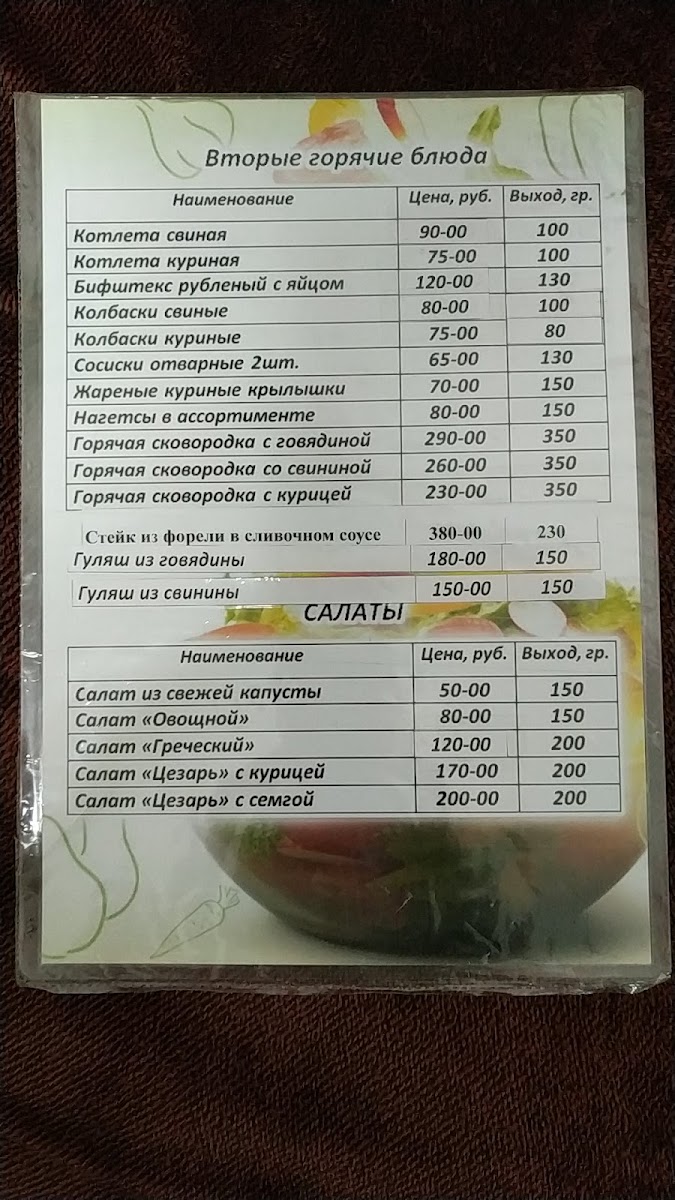 Вторые горячие блюда
Наименование Цена, руб. Выход, гр.
Котлета свиная 90-00 100
Котлета куриная 75-00 100
Бифштекс рубленый с яйцом 120-00 130
Колбаски свиные 80-00 100
Колбаски куриные 75-00 80
Сосиски отварные 2шт. 65-00 130
Жареные куриные крылышки 70-00 150
Нагетсы в ассортименте 80-00 150
Горячая сковородка с говядиной 290-00 350
Горячая сковородка со свининой 260-00 350
Горячая сковородка с курицей 230-00 350
Стейк из форели в сливочном соусе 380-00 230
Гуляш из говядины 180-00 150
Гуляш из свинины 150-00 150
САЛАТЫ
Наименование Цена, руб. Выход, гр.
Салат из свежей капусты 50-00 150
Салат «Овощной» 80-00 150
Салат «Греческий» 120-00 200
Салат «Цезарь» с курицей 170-00 200
Салат «Цезарь» с семгой 200-00 200